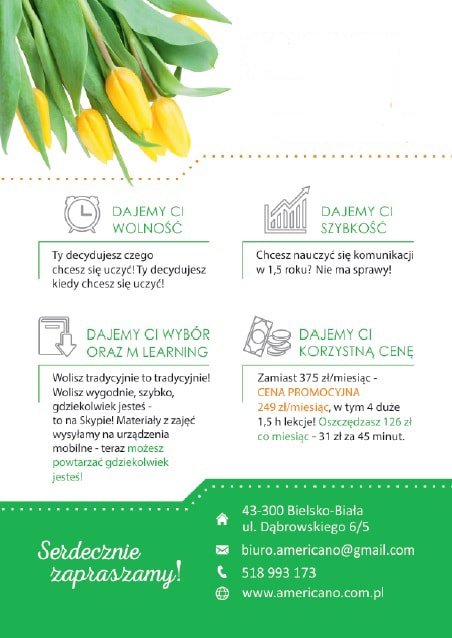 DAJEMY CI
WOLNOŚĆ
Ty decydujesz czego
chcesz się uczyć! Ty decydujesz
kiedy chcesz się uczyć!
DAJEMY CI
SZYBKOŚĆ
Chcesz nauczyć się komunikacji
w 1,5 roku? Nie ma sprawy!
DAJEMY CI WYBÓR
ORAZ M LEARNING
Wolisz tradycyjnie to tradycyjnie!
Wolisz wygodnie, szybko,
gdziekolwiek jesteś -
to na Skypie! Materiały z zajęć
wysyłamy na urządzenia
mobilne - teraz możesz
powtarzać gdziekolwiek
jesteś!
DAJEMY CI
KORZYSTNĄ CENĘ
Zamiast 375 zł/miesiąc -
CENA PROMOCYJNA
249 zł/miesiąc, w tym 4 duże
1,5 h lekcje! Oszczędzasz 126 zł
co miesiąc - 31 zł za 45 minut.
Serdecznie
zapraszamy!
43-300 Bielsko-Biała
ul. Dąbrowskiego 6/5
biuro.americano@gmail.com
518 993 173
www.americano.com.pl